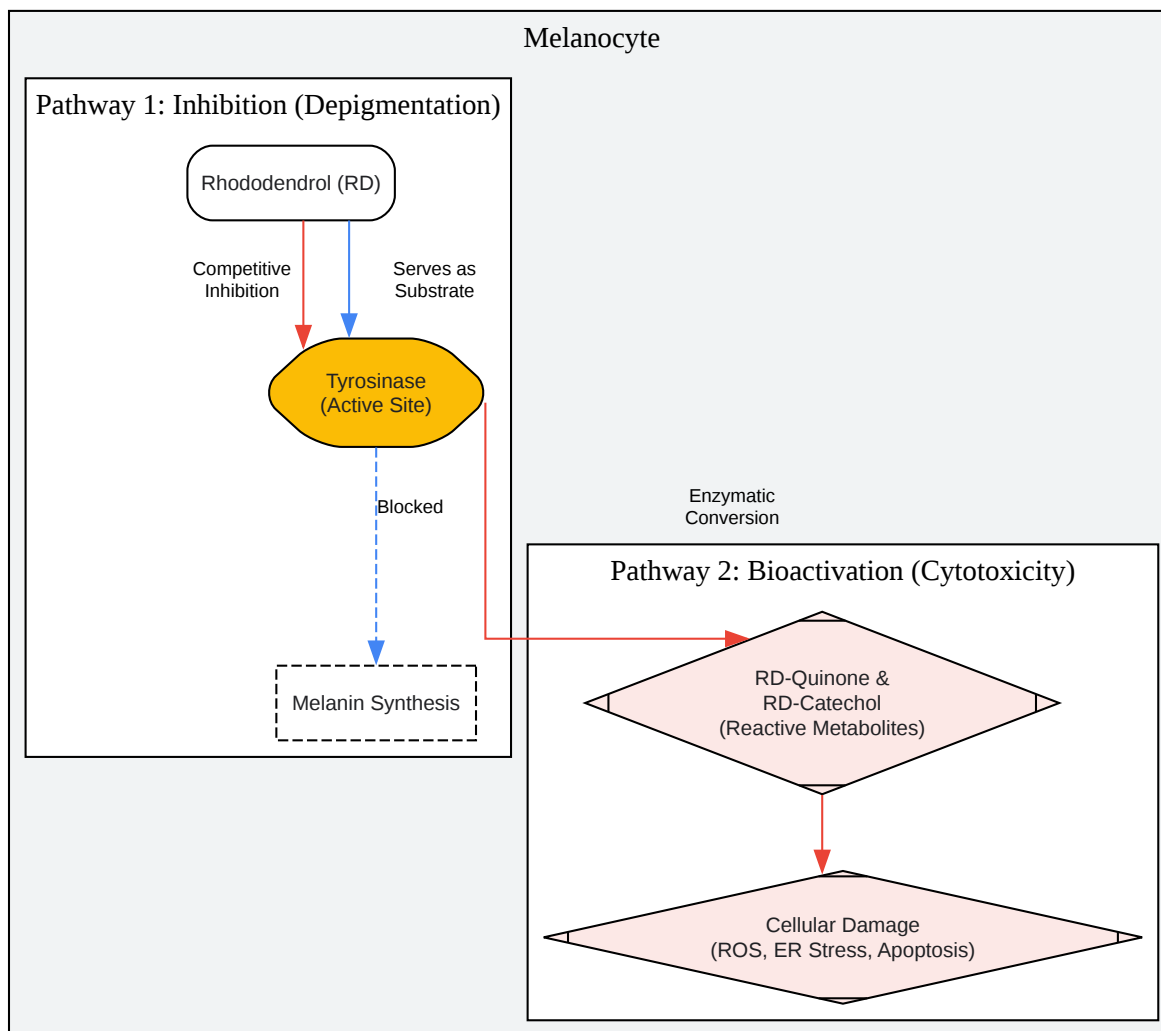 Melanocyte
Pathway 1: Inhibition (Depigmentation)
Rhododendrol (RD)
Competitive
Inhibition
Serves as
Substrate
Tyrosinase
(Active Site)
Blocked
Melanin Synthesis
Enzymatic
Conversion
Pathway 2: Bioactivation (Cytotoxicity)
RD-Quinone &
RD-Catechol
(Reactive Metabolites)
Cellular Damage
(ROS, ER Stress, Apoptosis)